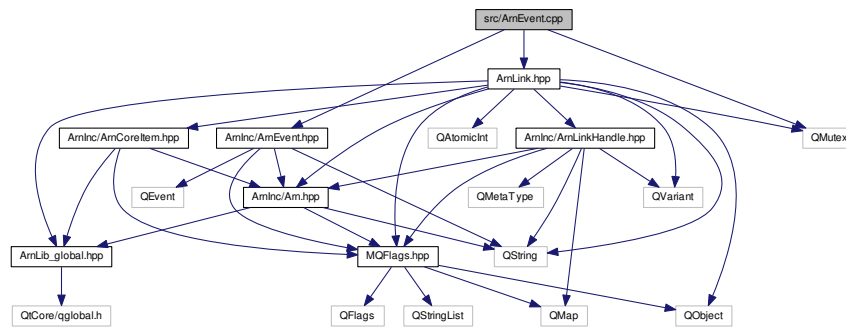 src/ArnEvent.cpp
ArnLink.hpp
ArnInc/ArnCoreItem.hpp
ArnInc/ArnEvent.hpp
QAtomicInt
ArnInc/ArnLinkHandle.hpp
QMutex
QEvent
ArnInc/Arn.hpp
QMetaType
QVariant
ArnLib_global.hpp
MQFlags.hpp
QString
QtCore/qglobal.h
QFlags
QStringList
QMap
QObject